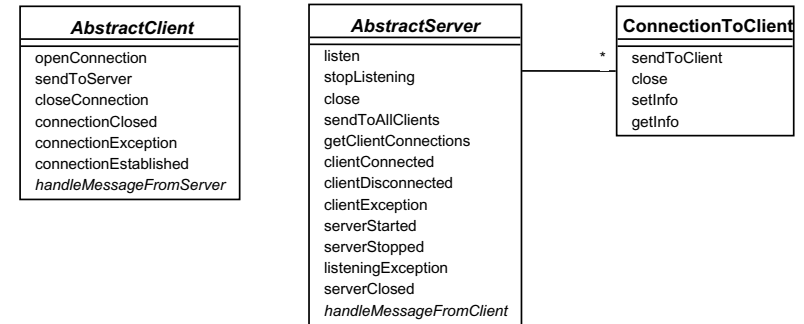 AbstractClient
openConnection
sendToServer
closeConnection
connectionClosed
connectionException
connectionEstablished
handleMessageFromServer
AbstractServer
listen
stopListening
close
sendToAllClients
getClientConnections
clientConnected
clientDisconnected
clientException
serverStarted
serverStopped
listeningException
serverClosed
handleMessageFromClient
*
ConnectionToClient
sendToClient
close
setInfo
getInfo